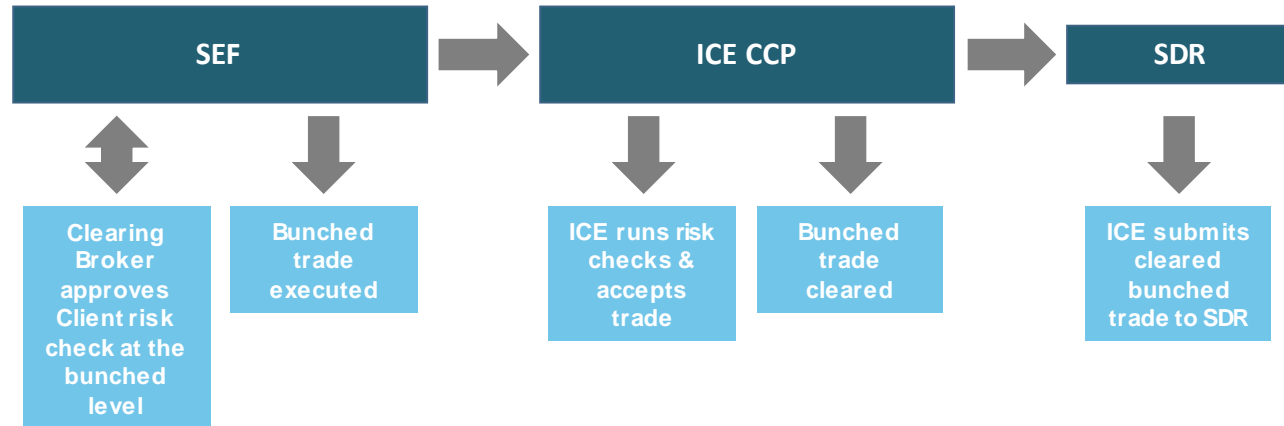 SEF
ICE CCP
SDR
Clearing
Broker
approves
Client risk
check at the
bunched
level
Bunched
trade
executed
ICE runs risk
checks &
accepts
trade
Bunched
trade
cleared
ICE submits
cleared
bunched
trade to SDR